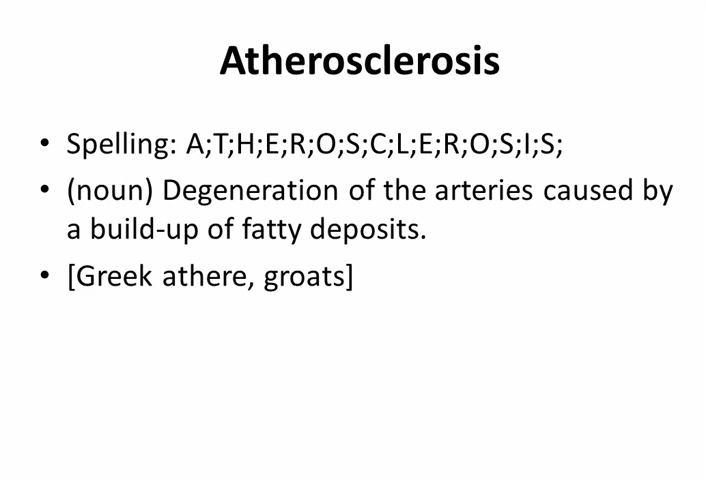 Atherosclerosis
• Spelling: A;T;H;E;R;O;S;C;L;E;R;O;S;I;S;
• (noun) Degeneration of the arteries caused by
a build-up of fatty deposits.
• [Greek athere, groats]